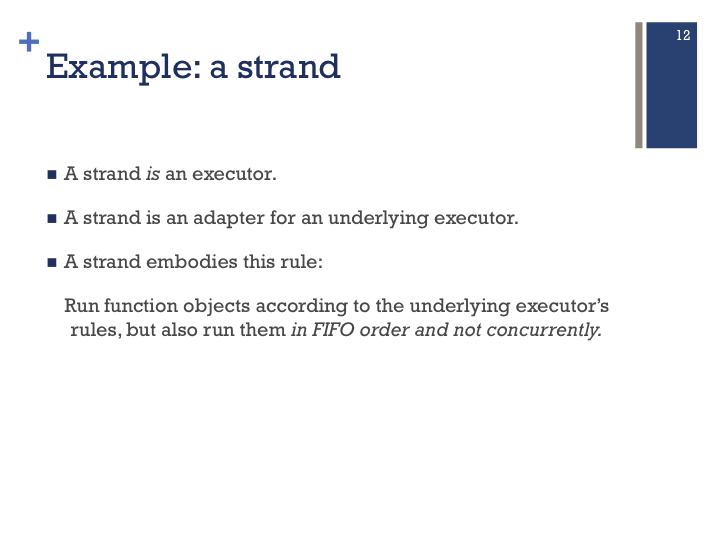 12
+
Example: a strand
■ A strand is an executor.
■ A strand is an adapter for an underlying executor.
■ A strand embodies this rule:
Run function objects according to the underlying executor’s
rules, but also run them in FIFO order and not concurrently.